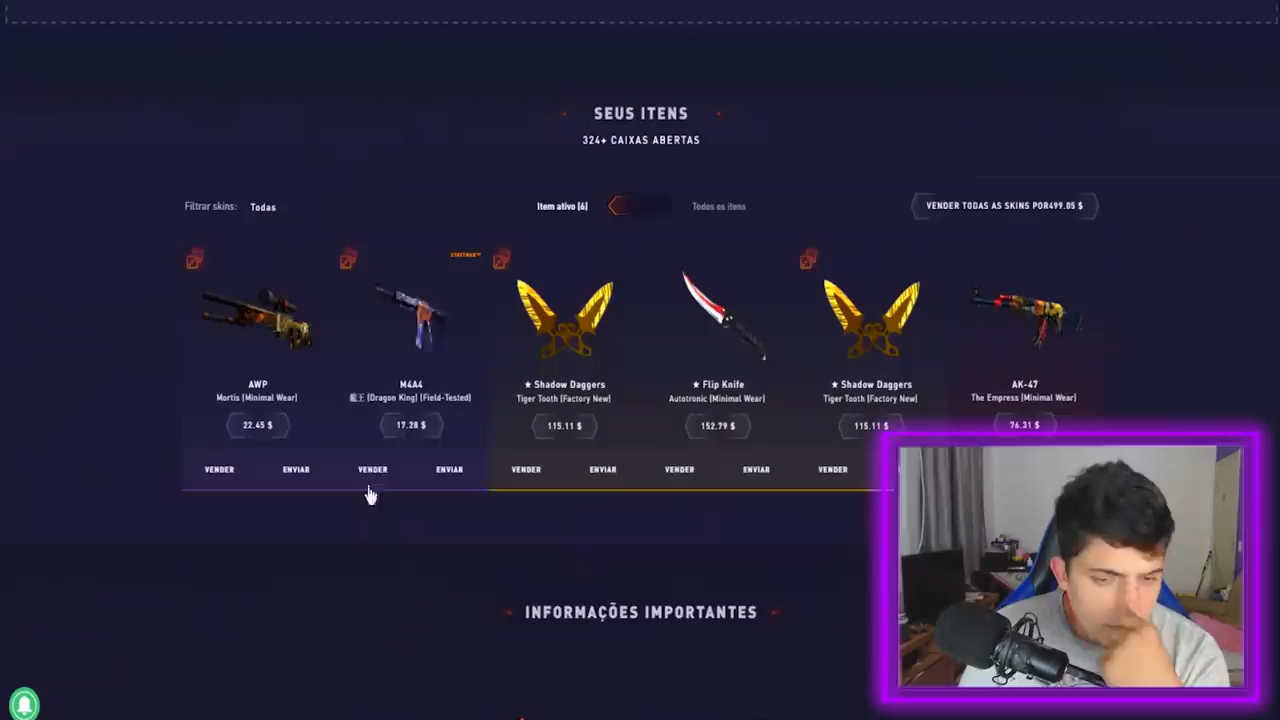 SEUS ITENS
324+ CAIXAS ABERTAS
Filtrar skins: Todas
Item ativo (6)
Todos os itens
VENDER TODAS AS SKINS POR499.05 $
STATTRAK™
AWP
Mortis (Minimal Wear)
22.45 $
VENDER ENVIAR
M4A4
龍王 (Dragon King) (Field-Tested)
17.28 $
VENDER ENVIAR
★ Shadow Daggers
Tiger Tooth (Factory New)
115.11 $
VENDER ENVIAR
★ Flip Knife
Autotronic (Minimal Wear)
152.79 $
VENDER ENVIAR
★ Shadow Daggers
Tiger Tooth (Factory New)
115.11 $
VENDER
AK-47
The Empress (Minimal Wear)
76.31 $
INFORMAÇÕES IMPORTANTES